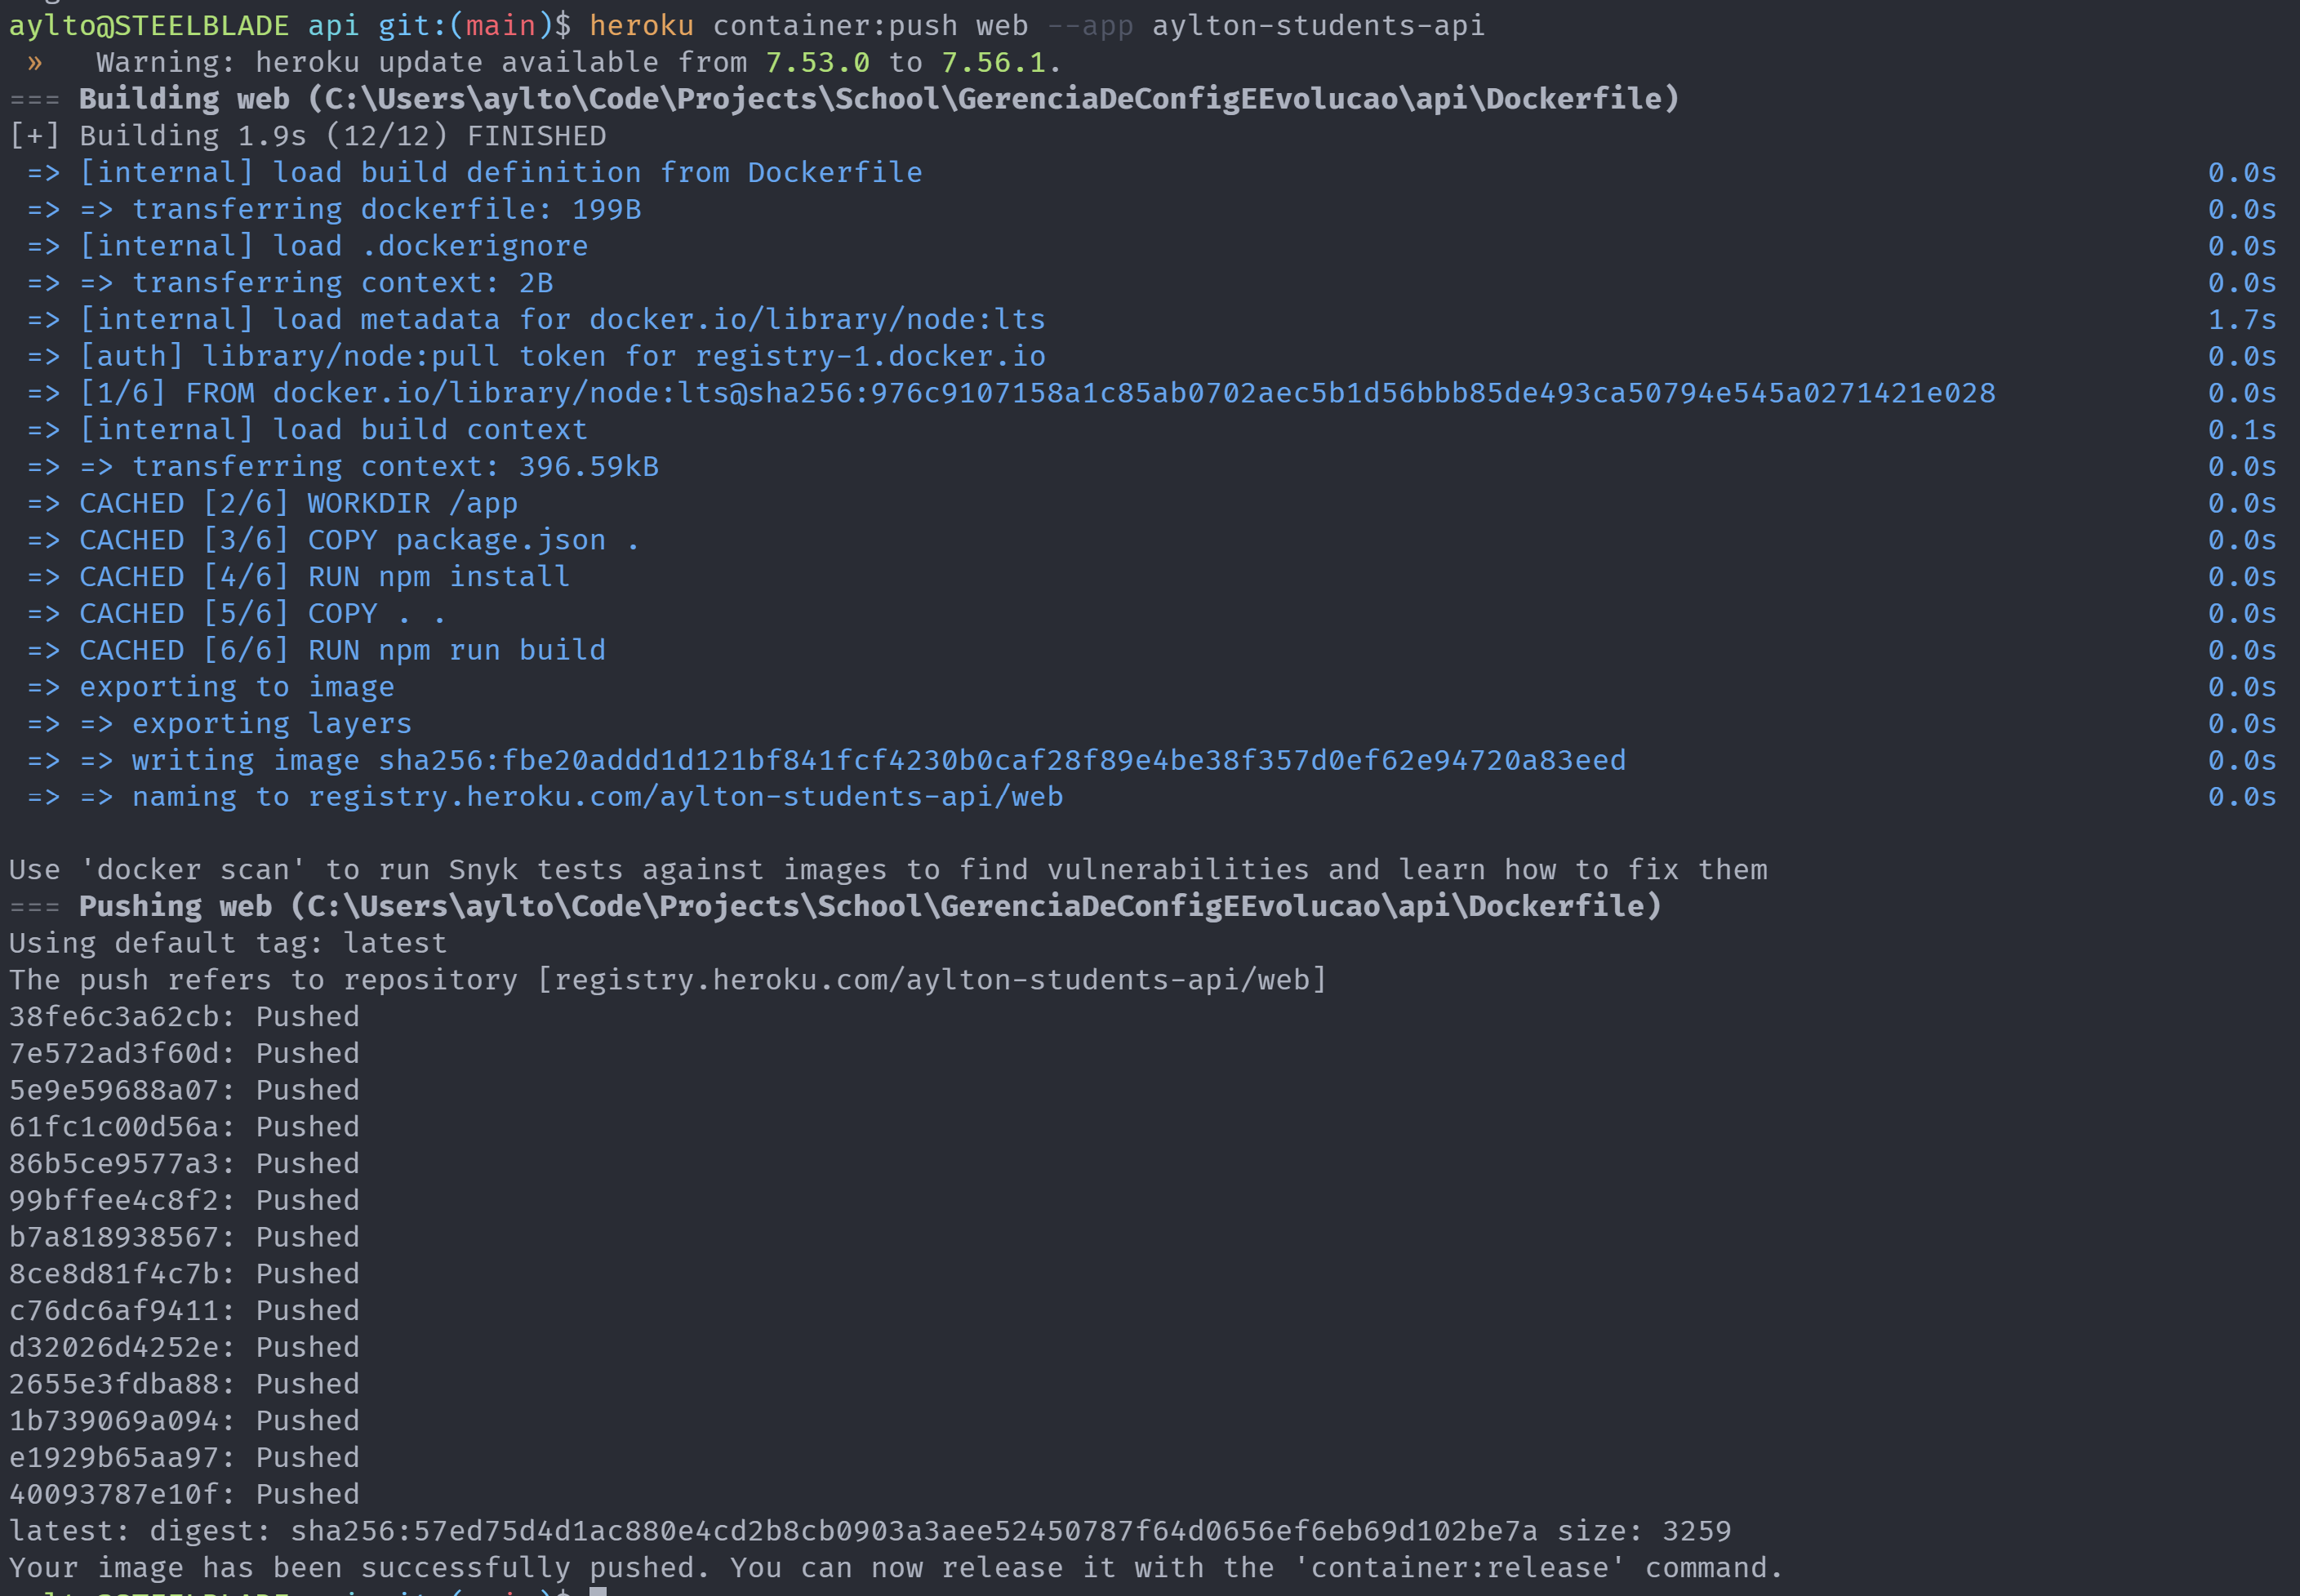 aylto@STEELBLADE api git:(main)$ heroku container:push web --app aylton-students-api
 »   Warning: heroku update available from 7.53.0 to 7.56.1.
=== Building web (C:\Users\aylto\Code\Projects\School\GerenciaDeConfigEEvolucao\api\Dockerfile)
[+] Building 1.9s (12/12) FINISHED
 => [internal] load build definition from Dockerfile 0.0s
 => => transferring dockerfile: 199B 0.0s
 => [internal] load .dockerignore 0.0s
 => => transferring context: 2B 0.0s
 => [internal] load metadata for docker.io/library/node:lts 1.7s
 => [auth] library/node:pull token for registry-1.docker.io 0.0s
 => [1/6] FROM docker.io/library/node:lts@sha256:976c9107158a1c85ab0702aec5b1d56bbb85de493ca50794e545a0271421e028 0.0s
 => [internal] load build context 0.1s
 => => transferring context: 396.59kB 0.0s
 => CACHED [2/6] WORKDIR /app 0.0s
 => CACHED [3/6] COPY package.json . 0.0s
 => CACHED [4/6] RUN npm install 0.0s
 => CACHED [5/6] COPY . . 0.0s
 => CACHED [6/6] RUN npm run build 0.0s
 => exporting to image 0.0s
 => => exporting layers 0.0s
 => => writing image sha256:fbe20addd1d121bf841fcf4230b0caf28f89e4be38f357d0ef62e94720a83eed 0.0s
 => => naming to registry.heroku.com/aylton-students-api/web 0.0s
Use 'docker scan' to run Snyk tests against images to find vulnerabilities and learn how to fix them
=== Pushing web (C:\Users\aylto\Code\Projects\School\GerenciaDeConfigEEvolucao\api\Dockerfile)
Using default tag: latest
The push refers to repository [registry.heroku.com/aylton-students-api/web]
38fe6c3a62cb: Pushed
7e572ad3f60d: Pushed
5e9e59688a07: Pushed
61fc1c00d56a: Pushed
86b5ce9577a3: Pushed
99bffee4c8f2: Pushed
b7a818938567: Pushed
8ce8d81f4c7b: Pushed
c76dc6af9411: Pushed
d32026d4252e: Pushed
2655e3fdba88: Pushed
1b739069a094: Pushed
e1929b65aa97: Pushed
40093787e10f: Pushed
latest: digest: sha256:57ed75d4d1ac880e4cd2b8cb0903a3aee52450787f64d0656ef6eb69d102be7a size: 3259
Your image has been successfully pushed. You can now release it with the 'container:release' command.